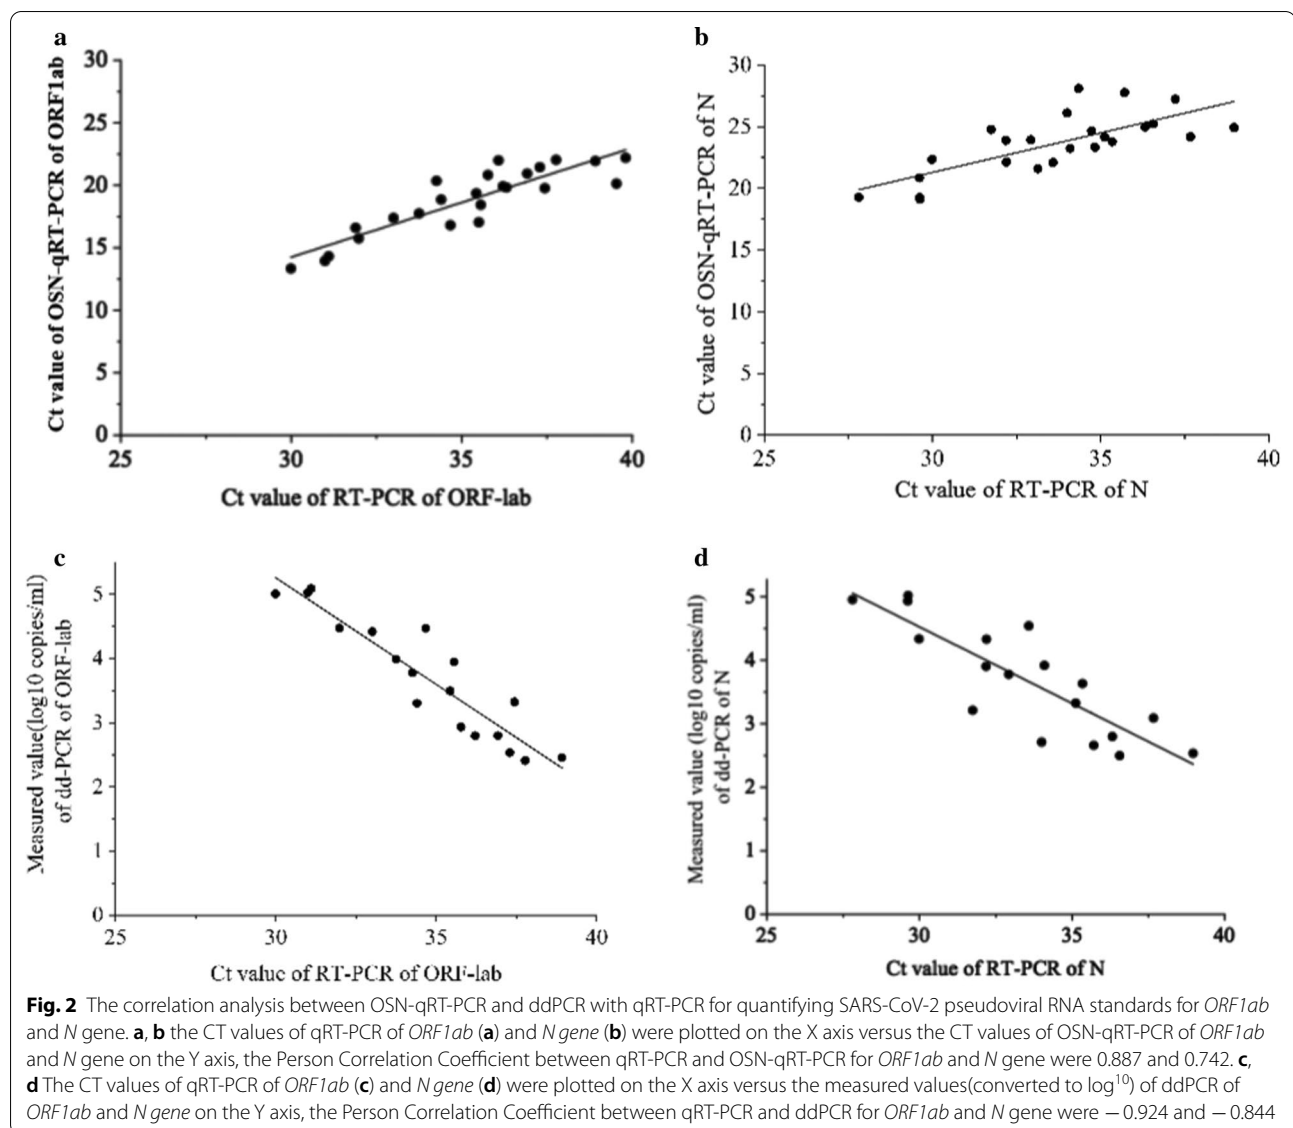 a
Ct value of OSN-qRT-PCR of ORF1ab
30
25
20
15
10
5
0
25
30
35
40
Ct value of RT-PCR of ORF-lab
b
Ct value of OSN-qRT-PCR of N
30
25
20
15
10
5
0
25
30
35
40
Ct value of RT-PCR of N
c
Measured value(log10 copies/ml)
of dd-PCR of ORF-lab
5
4
3
2
1
0
25
30
35
40
Ct value of RT-PCR of ORF-lab
d
Measured value (log10 copies/ml)
of dd-PCR of N
5
4
3
2
1
0
25
30
35
40
Ct value of RT-PCR of N
Fig. 2 The correlation analysis between OSN-qRT-PCR and ddPCR with qRT-PCR for quantifying SARS-CoV-2 pseudoviral RNA standards for ORF1ab
and N gene. a, b the CT values of qRT-PCR of ORF1ab (a) and N gene (b) were plotted on the X axis versus the CT values of OSN-qRT-PCR of ORF1ab
and N gene on the Y axis, the Person Correlation Coefficient between qRT-PCR and OSN-qRT-PCR for ORF1ab and N gene were 0.887 and 0.742. c,
d The CT values of qRT-PCR of ORF1ab (c) and N gene (d) were plotted on the X axis versus the measured values(converted to log¹⁰) of ddPCR of
ORF1ab and N gene on the Y axis, the Person Correlation Coefficient between qRT-PCR and ddPCR for ORF1ab and N gene were − 0.924 and − 0.844